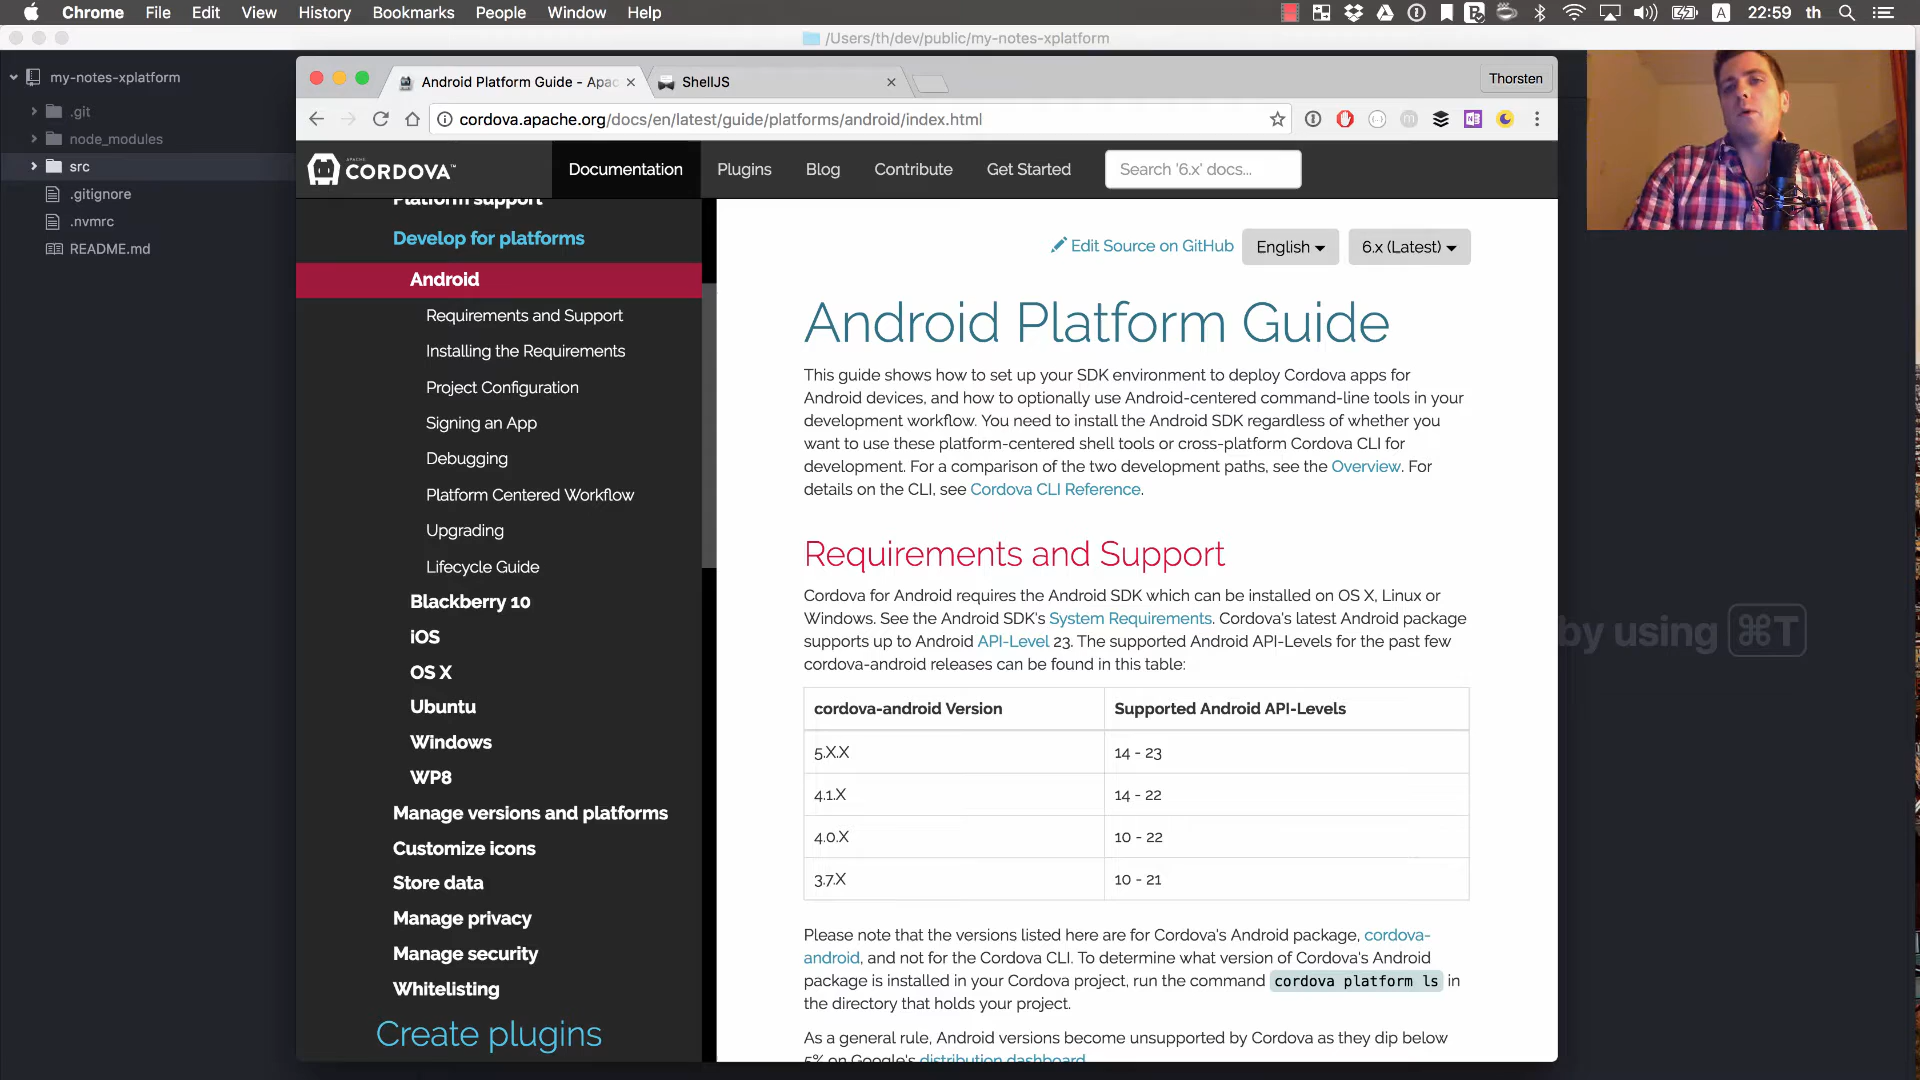 Chrome File Edit View History Bookmarks People Window Help
A 22:59 th
/Users/th/dev/public/my-notes-xplatform
my-notes-xplatform
.git
node_modules
src
.gitignore
.nvmrc
README.md
Android Platform Guide - Apac
ShellJS
Thorsten
cordova.apache.org/docs/en/latest/guide/platforms/android/index.html
APACHE
CORDOVA™
Documentation Plugins Blog Contribute Get Started Search '6.x' docs...
Platform support
Develop for platforms
Android
Requirements and Support
Installing the Requirements
Project Configuration
Signing an App
Debugging
Platform Centered Workflow
Upgrading
Lifecycle Guide
Blackberry 10
iOS
OS X
Ubuntu
Windows
WP8
Manage versions and platforms
Customize icons
Store data
Manage privacy
Manage security
Whitelisting
Create plugins
Edit Source on GitHub English 6.x (Latest)
Android Platform Guide
This guide shows how to set up your SDK environment to deploy Cordova apps for
Android devices, and how to optionally use Android-centered command-line tools in your
development workflow. You need to install the Android SDK regardless of whether you
want to use these platform-centered shell tools or cross-platform Cordova CLI for
development. For a comparison of the two development paths, see the Overview. For
details on the CLI, see Cordova CLI Reference.
Requirements and Support
Cordova for Android requires the Android SDK which can be installed on OS X, Linux or
Windows. See the Android SDK's System Requirements. Cordova's latest Android package
supports up to Android API-Level 23. The supported Android API-Levels for the past few
cordova-android releases can be found in this table:
cordova-android Version Supported Android API-Levels
5.X.X 14 - 23
4.1.X 14 - 22
4.0.X 10 - 22
3.7.X 10 - 21
Please note that the versions listed here are for Cordova's Android package, cordova-
android, and not for the Cordova CLI. To determine what version of Cordova's Android
package is installed in your Cordova project, run the command cordova platform ls in
the directory that holds your project.
As a general rule, Android versions become unsupported by Cordova as they dip below
5% on Google's distribution dashboard.
by using ⌘T